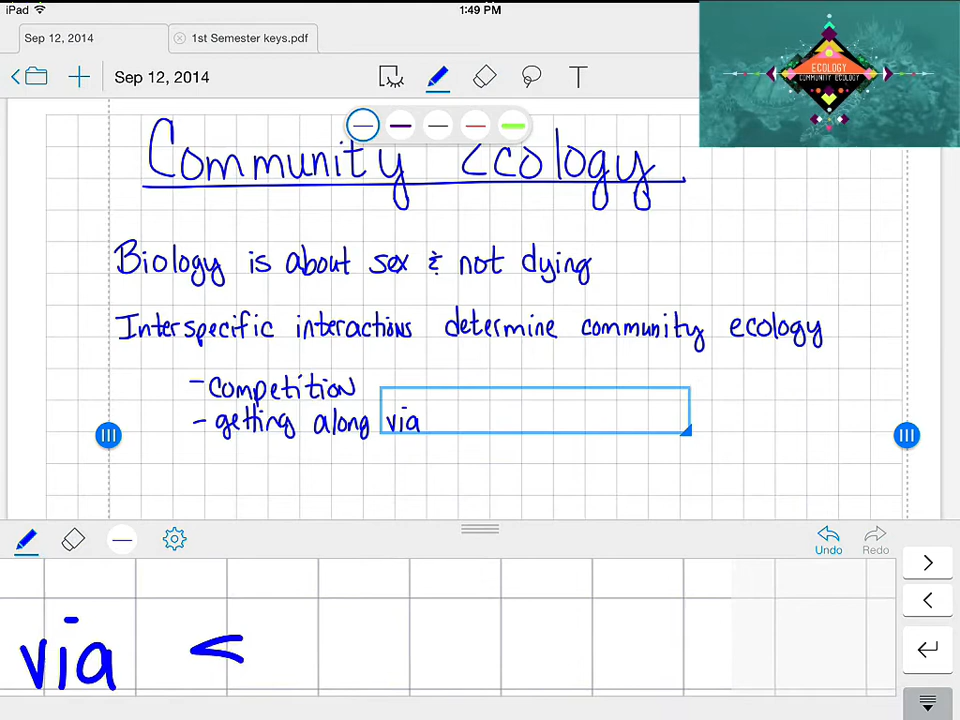 iPad 1:49 PM
Sep 12, 2014 1st Semester keys.pdf
Sep 12, 2014 T
ECOLOGY
COMMUNITY ECOLOGY
Community Ecology
Biology is about sex & not dying
Interspecific interactions determine community ecology
- competition
- getting along via
Undo Redo
via